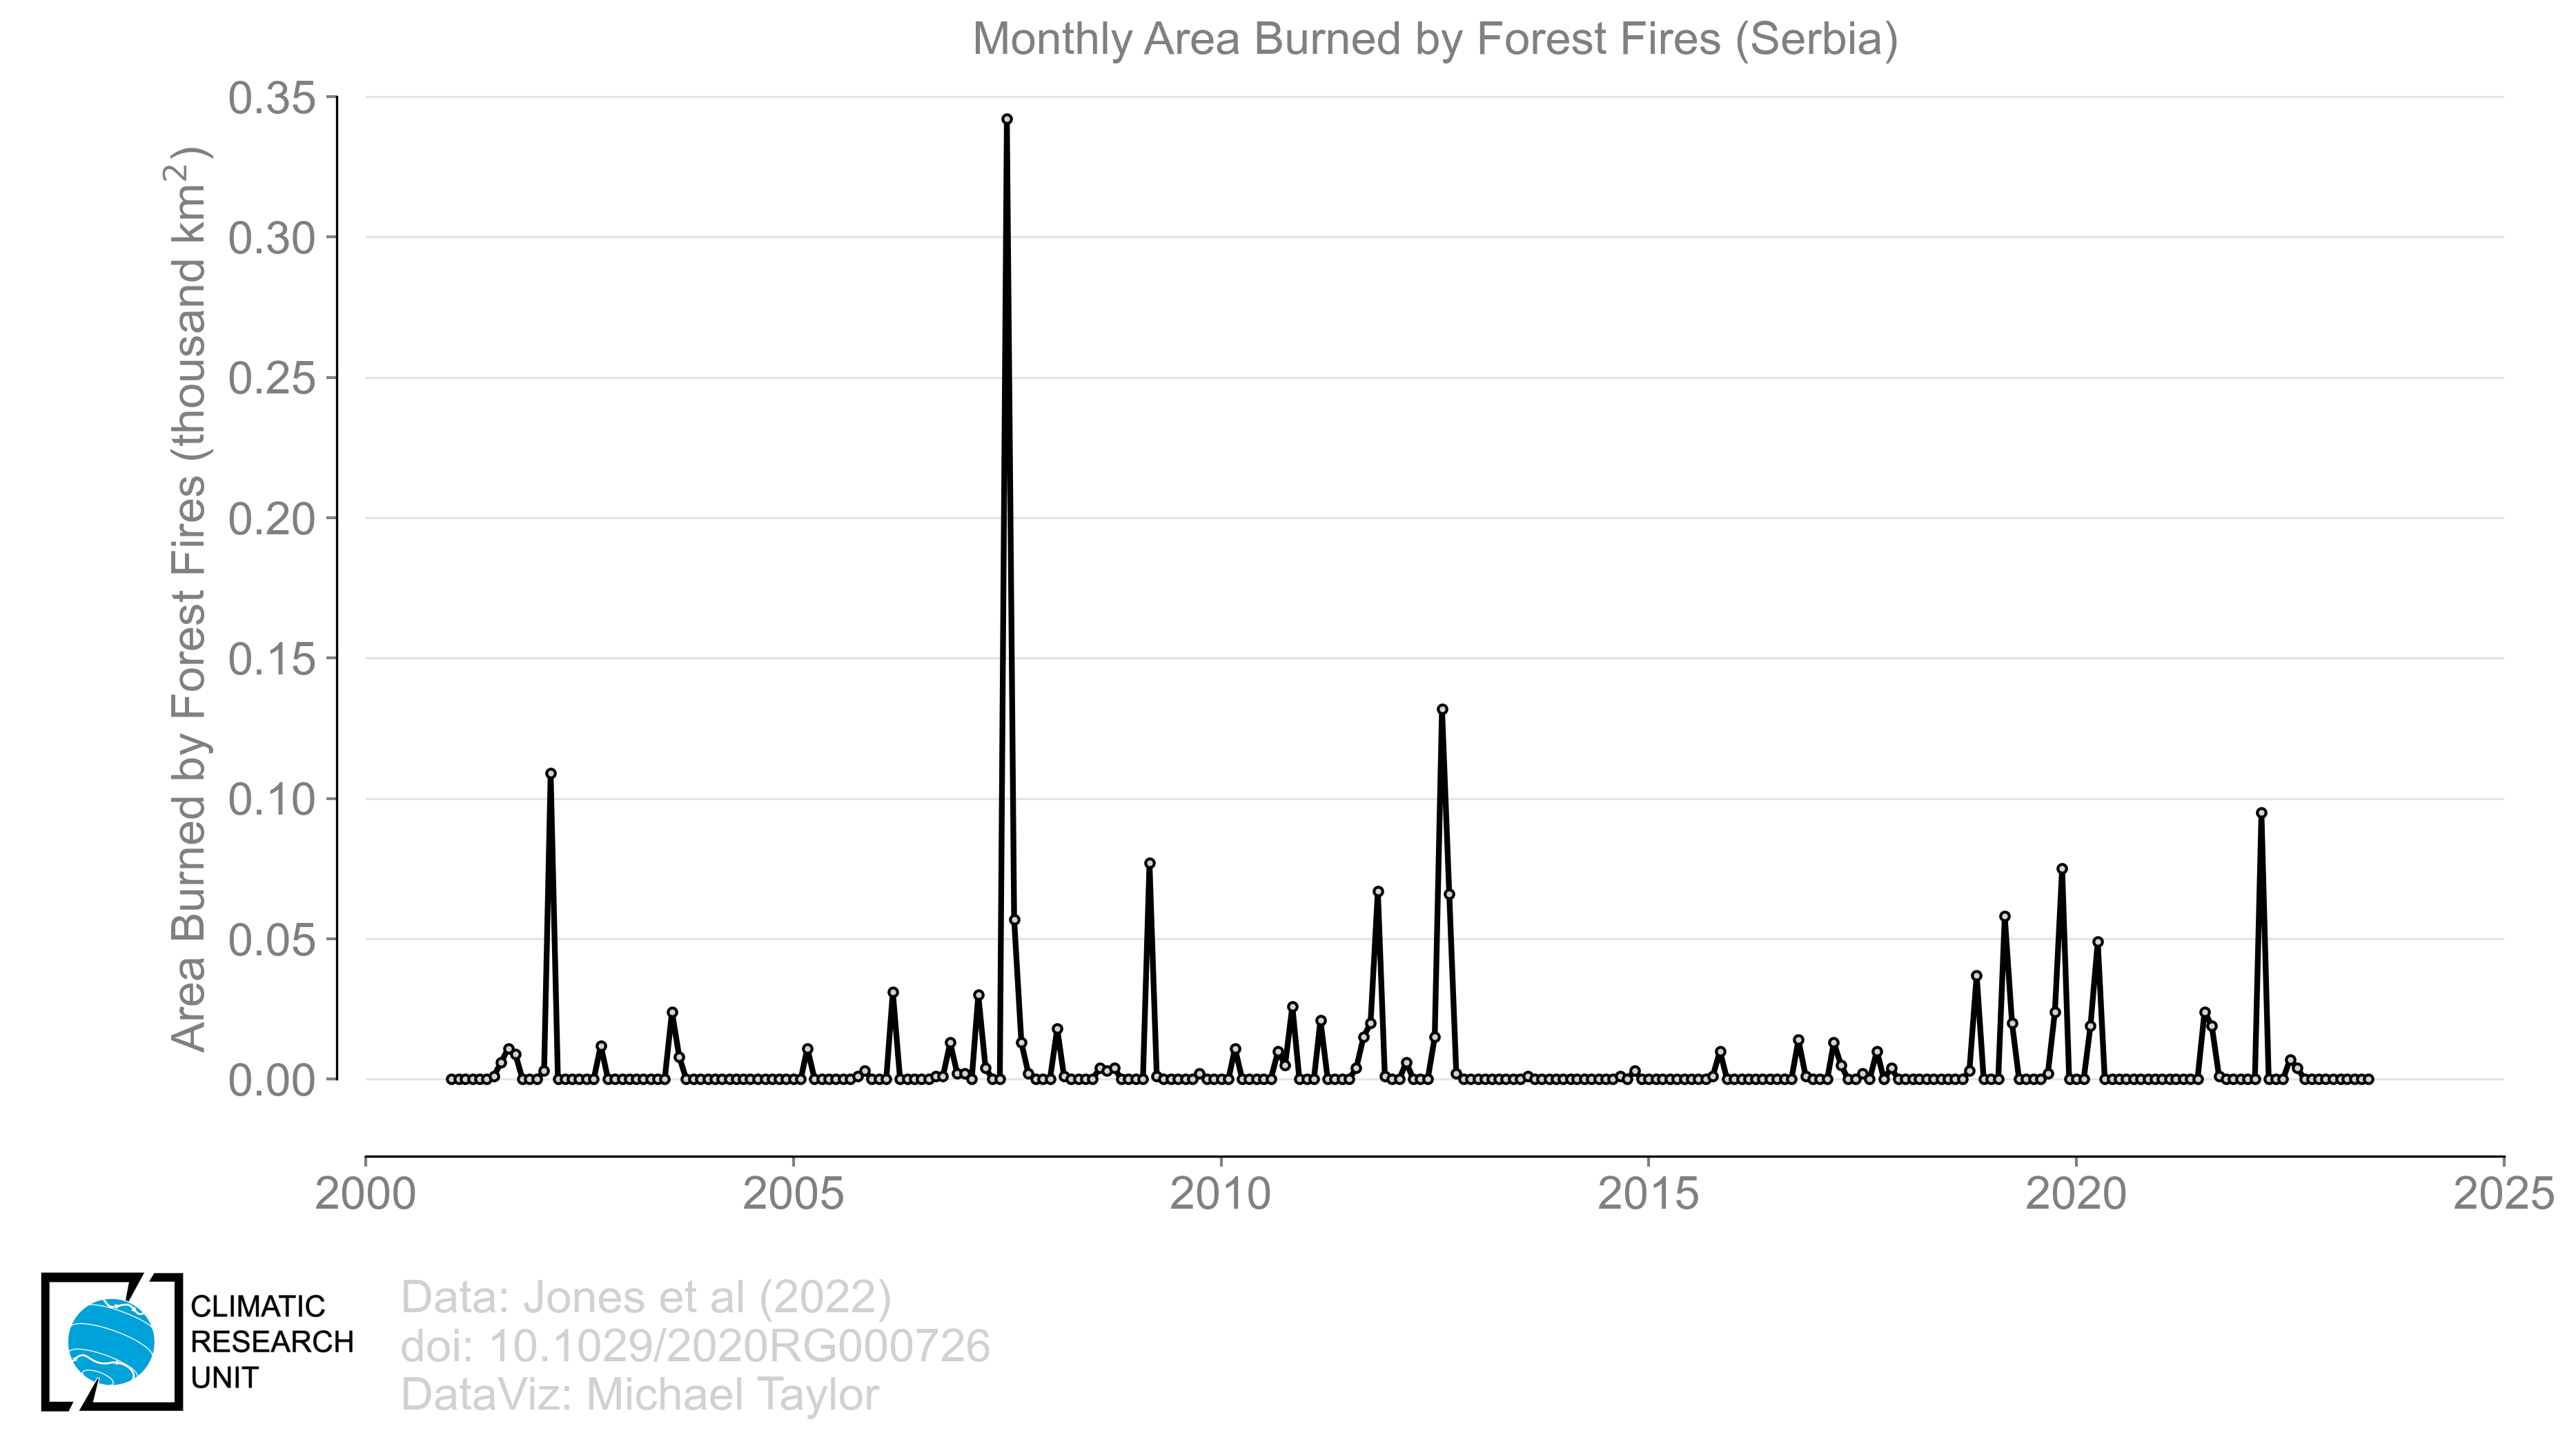 Monthly Area Burned by Forest Fires (Serbia)
Area Burned by Forest Fires (thousand km²)
0.35
0.30
0.25
0.20
0.15
0.10
0.05
0.00
2000 2005 2010 2015 2020 2025
CLIMATIC
RESEARCH
UNIT
Data: Jones et al (2022)
doi: 10.1029/2020RG000726
DataViz: Michael Taylor